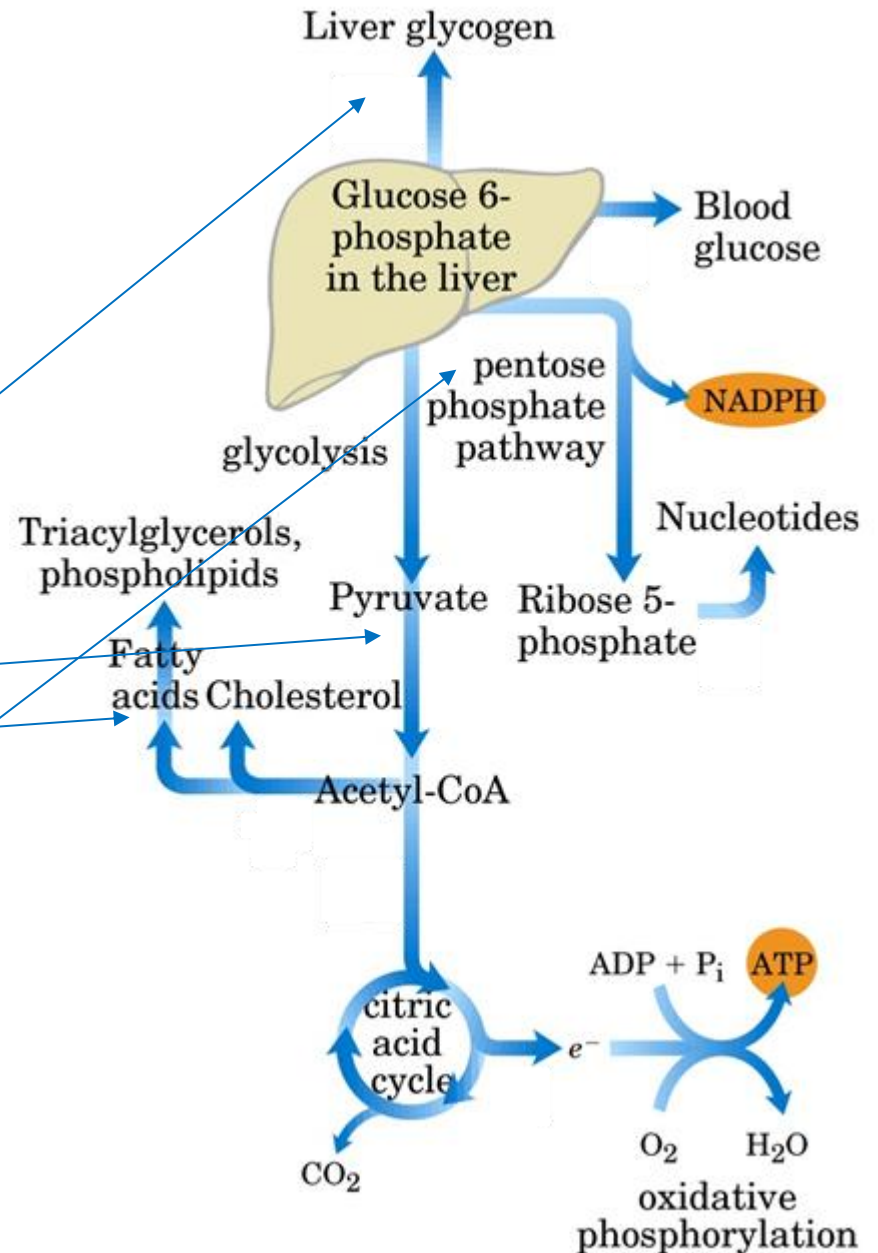 Liver glycogen
Glucose 6-
phosphate
in the liver
Blood
glucose
pentose
phosphate
pathway
NADPH
glycolysis
Triacylglycerols,
phospholipids
Nucleotides
Pyruvate
Ribose 5-
phosphate
Fatty
acids
Cholesterol
Acetyl-CoA
citric
acid
cycle
CO₂
e⁻
ADP + Pᵢ
ATP
O₂
H₂O
oxidative
phosphorylation